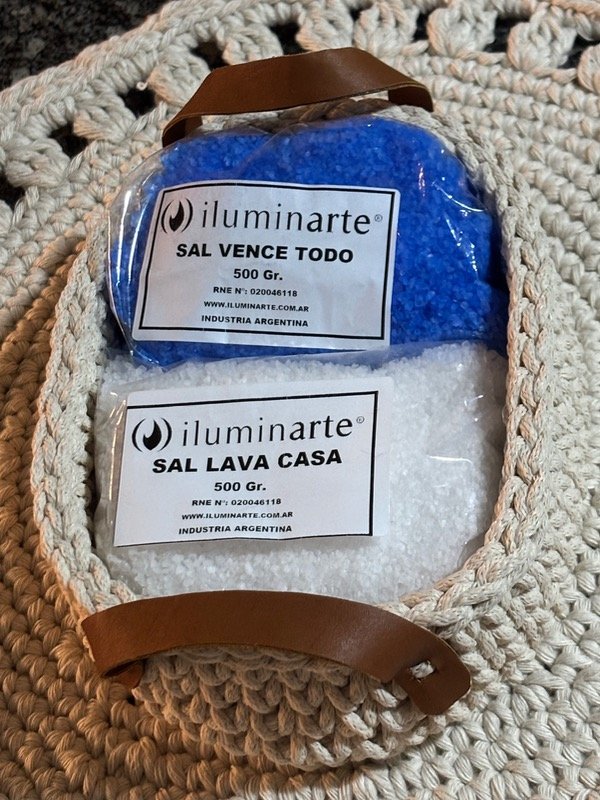 iluminarte®
SAL VENCE TODO
500 Gr.
RNE N°: 020046118
WWW.ILUMINARTE.COM.AR
INDUSTRIA ARGENTINA
iluminarte®
SAL LAVA CASA
500 Gr.
RNE N°: 020046118
WWW.ILUMINARTE.COM.AR
INDUSTRIA ARGENTINA